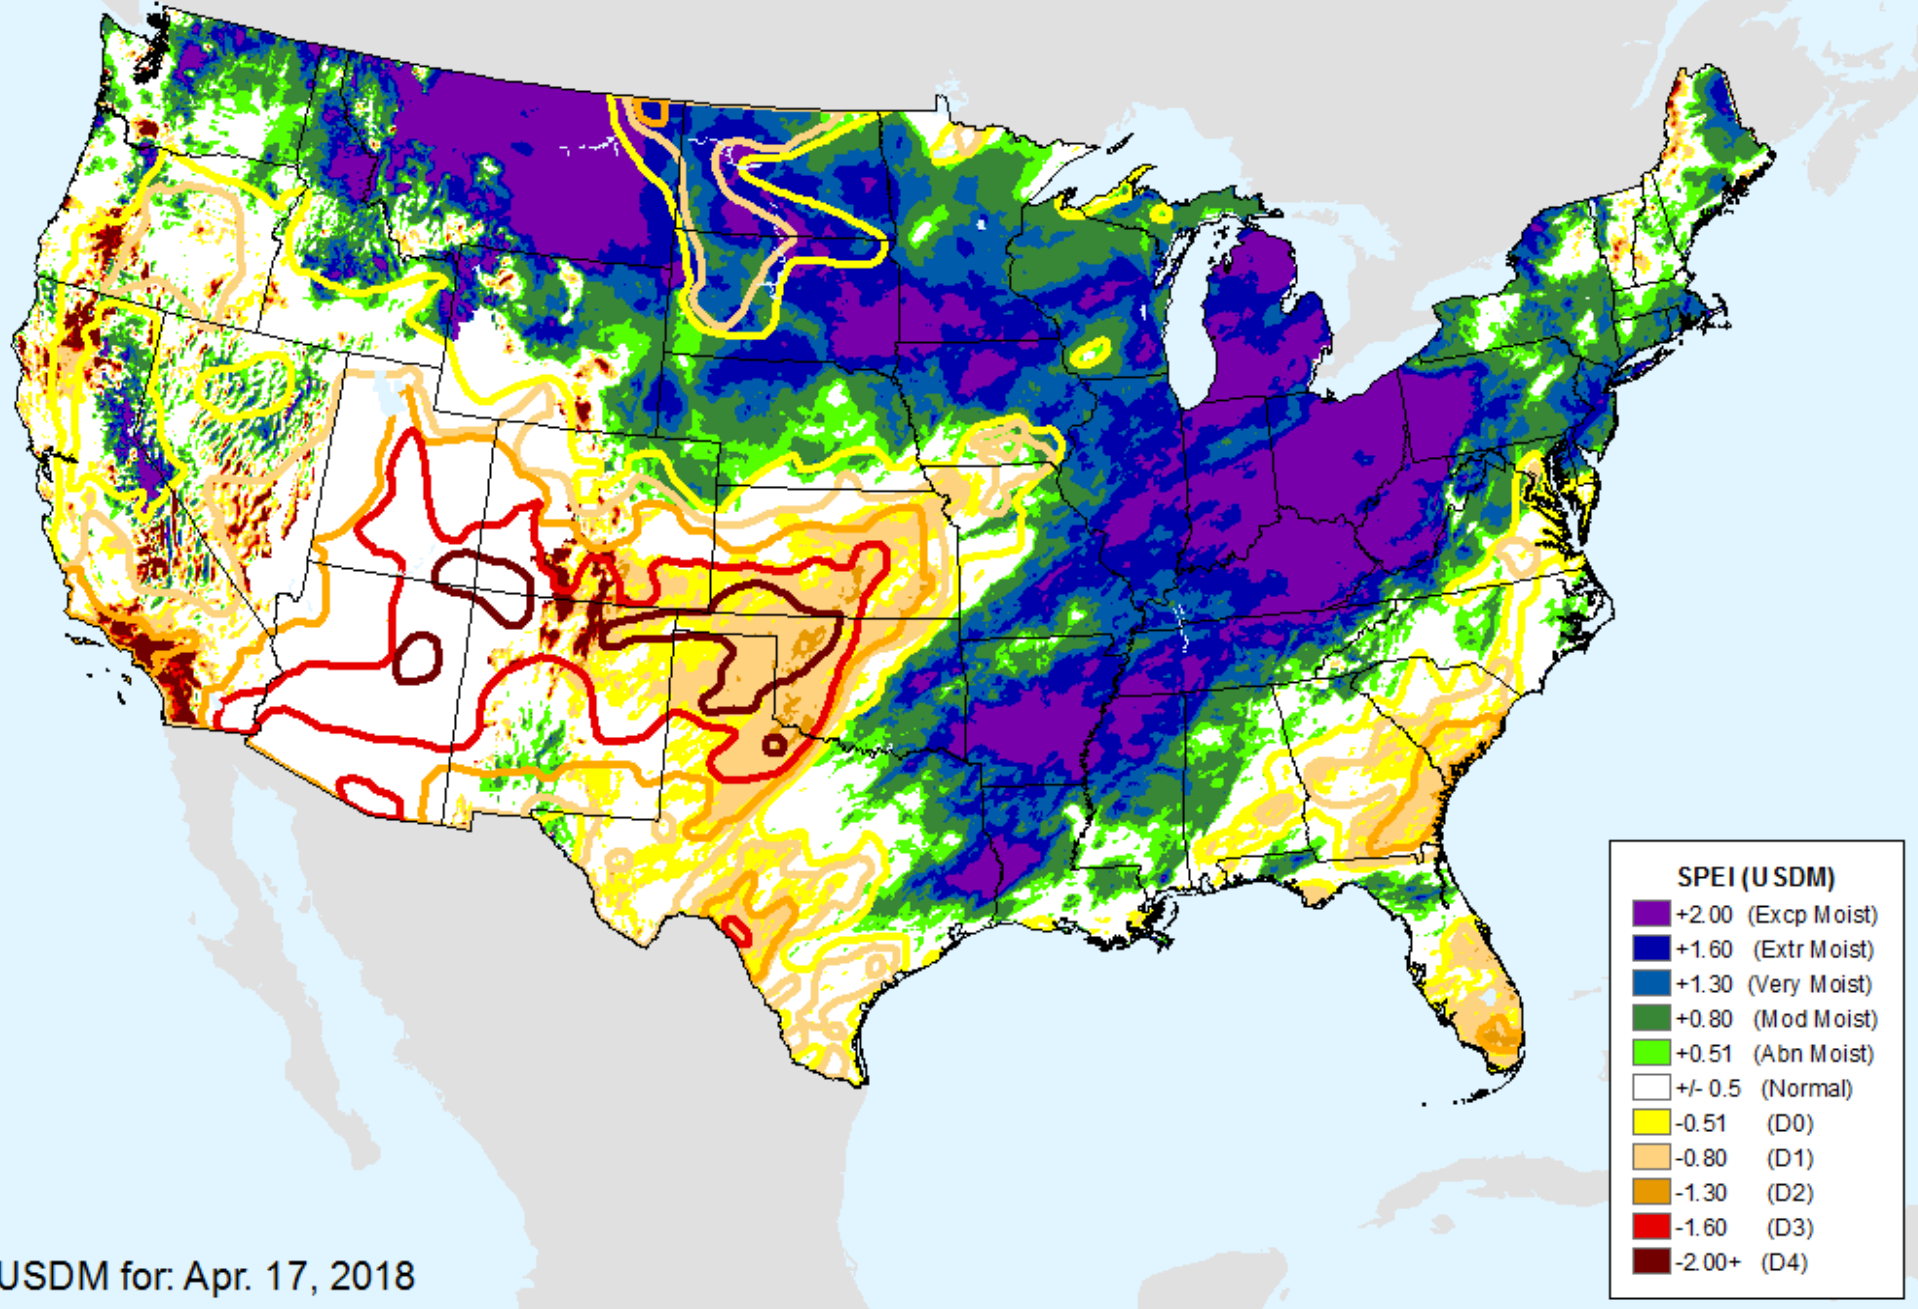 SPEI (USDM)
+2.00 (Excp Moist)
+1.60 (Extr Moist)
+1.30 (Very Moist)
+0.80 (Mod Moist)
+0.51 (Abn Moist)
+/- 0.5 (Normal)
-0.51 (D0)
-0.80 (D1)
-1.30 (D2)
-1.60 (D3)
-2.00+ (D4)
USDM for: Apr. 17, 2018